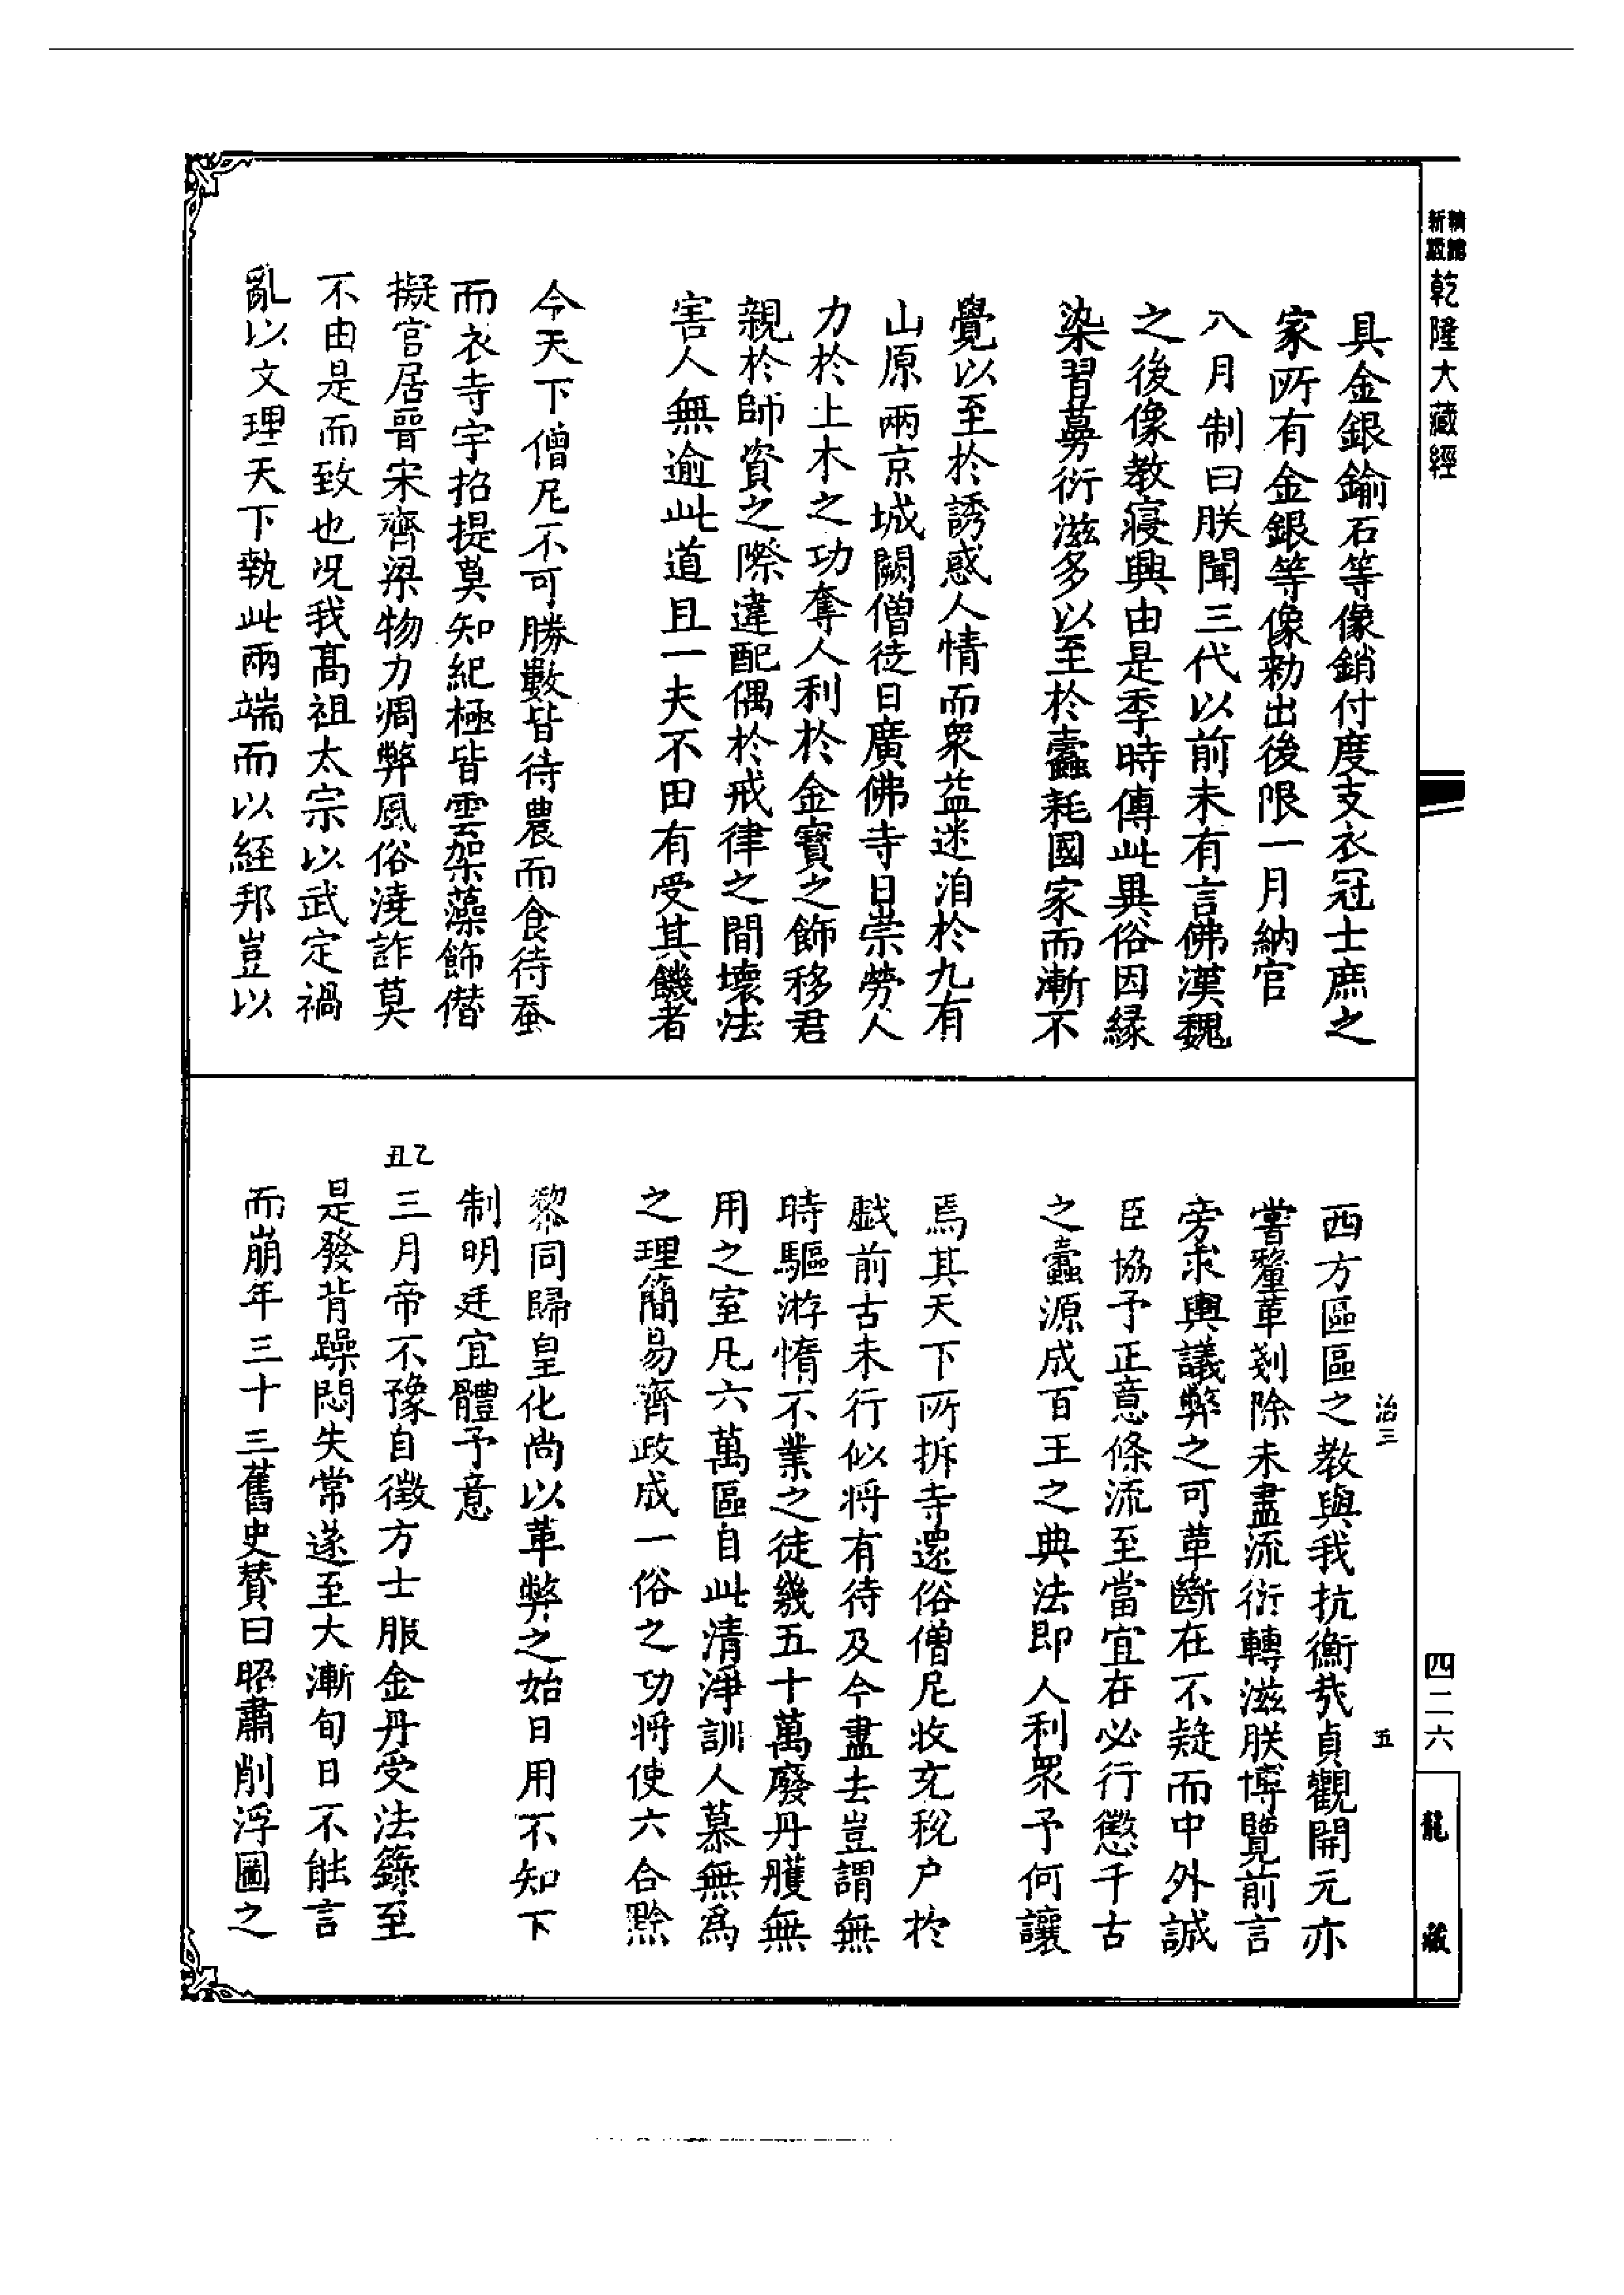 新殿精舘
乾隆大藏經
具金銀鍮石等像銷付度支衣冠士庶之
家所有金銀等像勑出後限一月納官
八月制曰朕聞三代以前未有言佛漢魏
之後像教寖興由是季時傳此異俗因緣
染習蔓衍滋多以至於蠹耗國家而漸不
覺以至於誘惑人情而衆益迷洎於九有
山原兩京城闕僧徒日廣佛寺日崇勞人
力於土木之功奪人利於金寶之飾移君
親於師資之際違配偶於戒律之間壞法
害人無逾此道且一夫不田有受其饑者
今天下僧尼不可勝數皆待農而食待蚕
而衣寺宇招提莫知紀極皆雲架藻飾僭
擬官居晉宋齊梁物力凋弊風俗澆詐莫
不由是而致也况我高祖太宗以武定禍
亂以文理天下執此兩端而以經邦豈以
治三
五
西方區區之教與我抗衡哉貞觀開元亦
嘗釐革剗除未盡流衍轉滋朕博覽前言
旁求輿議弊之可革斷在不疑而中外誠
臣協予正意條流至當宜在必行懲千古
之蠹源成百王之典法即人利衆予何讓
焉其天下所拆寺還俗僧尼收充稅户於
戲前古未行似將有待及今盡去豈謂無
時驅游惰不業之徒幾五十萬廢丹雘無
用之室凡六萬區自此清淨訓人慕無爲
之理簡易齊政成一俗之功將使六合黔
黎同歸皇化尚以革弊之始日用不知下
制明廷宜體予意
乙丑
三月帝不豫自徵方士服金丹受法籙至
是發背躁悶失常遂至大漸旬日不能言
而崩年三十三舊史贊曰昭肅削浮圖之
四二六
龍藏